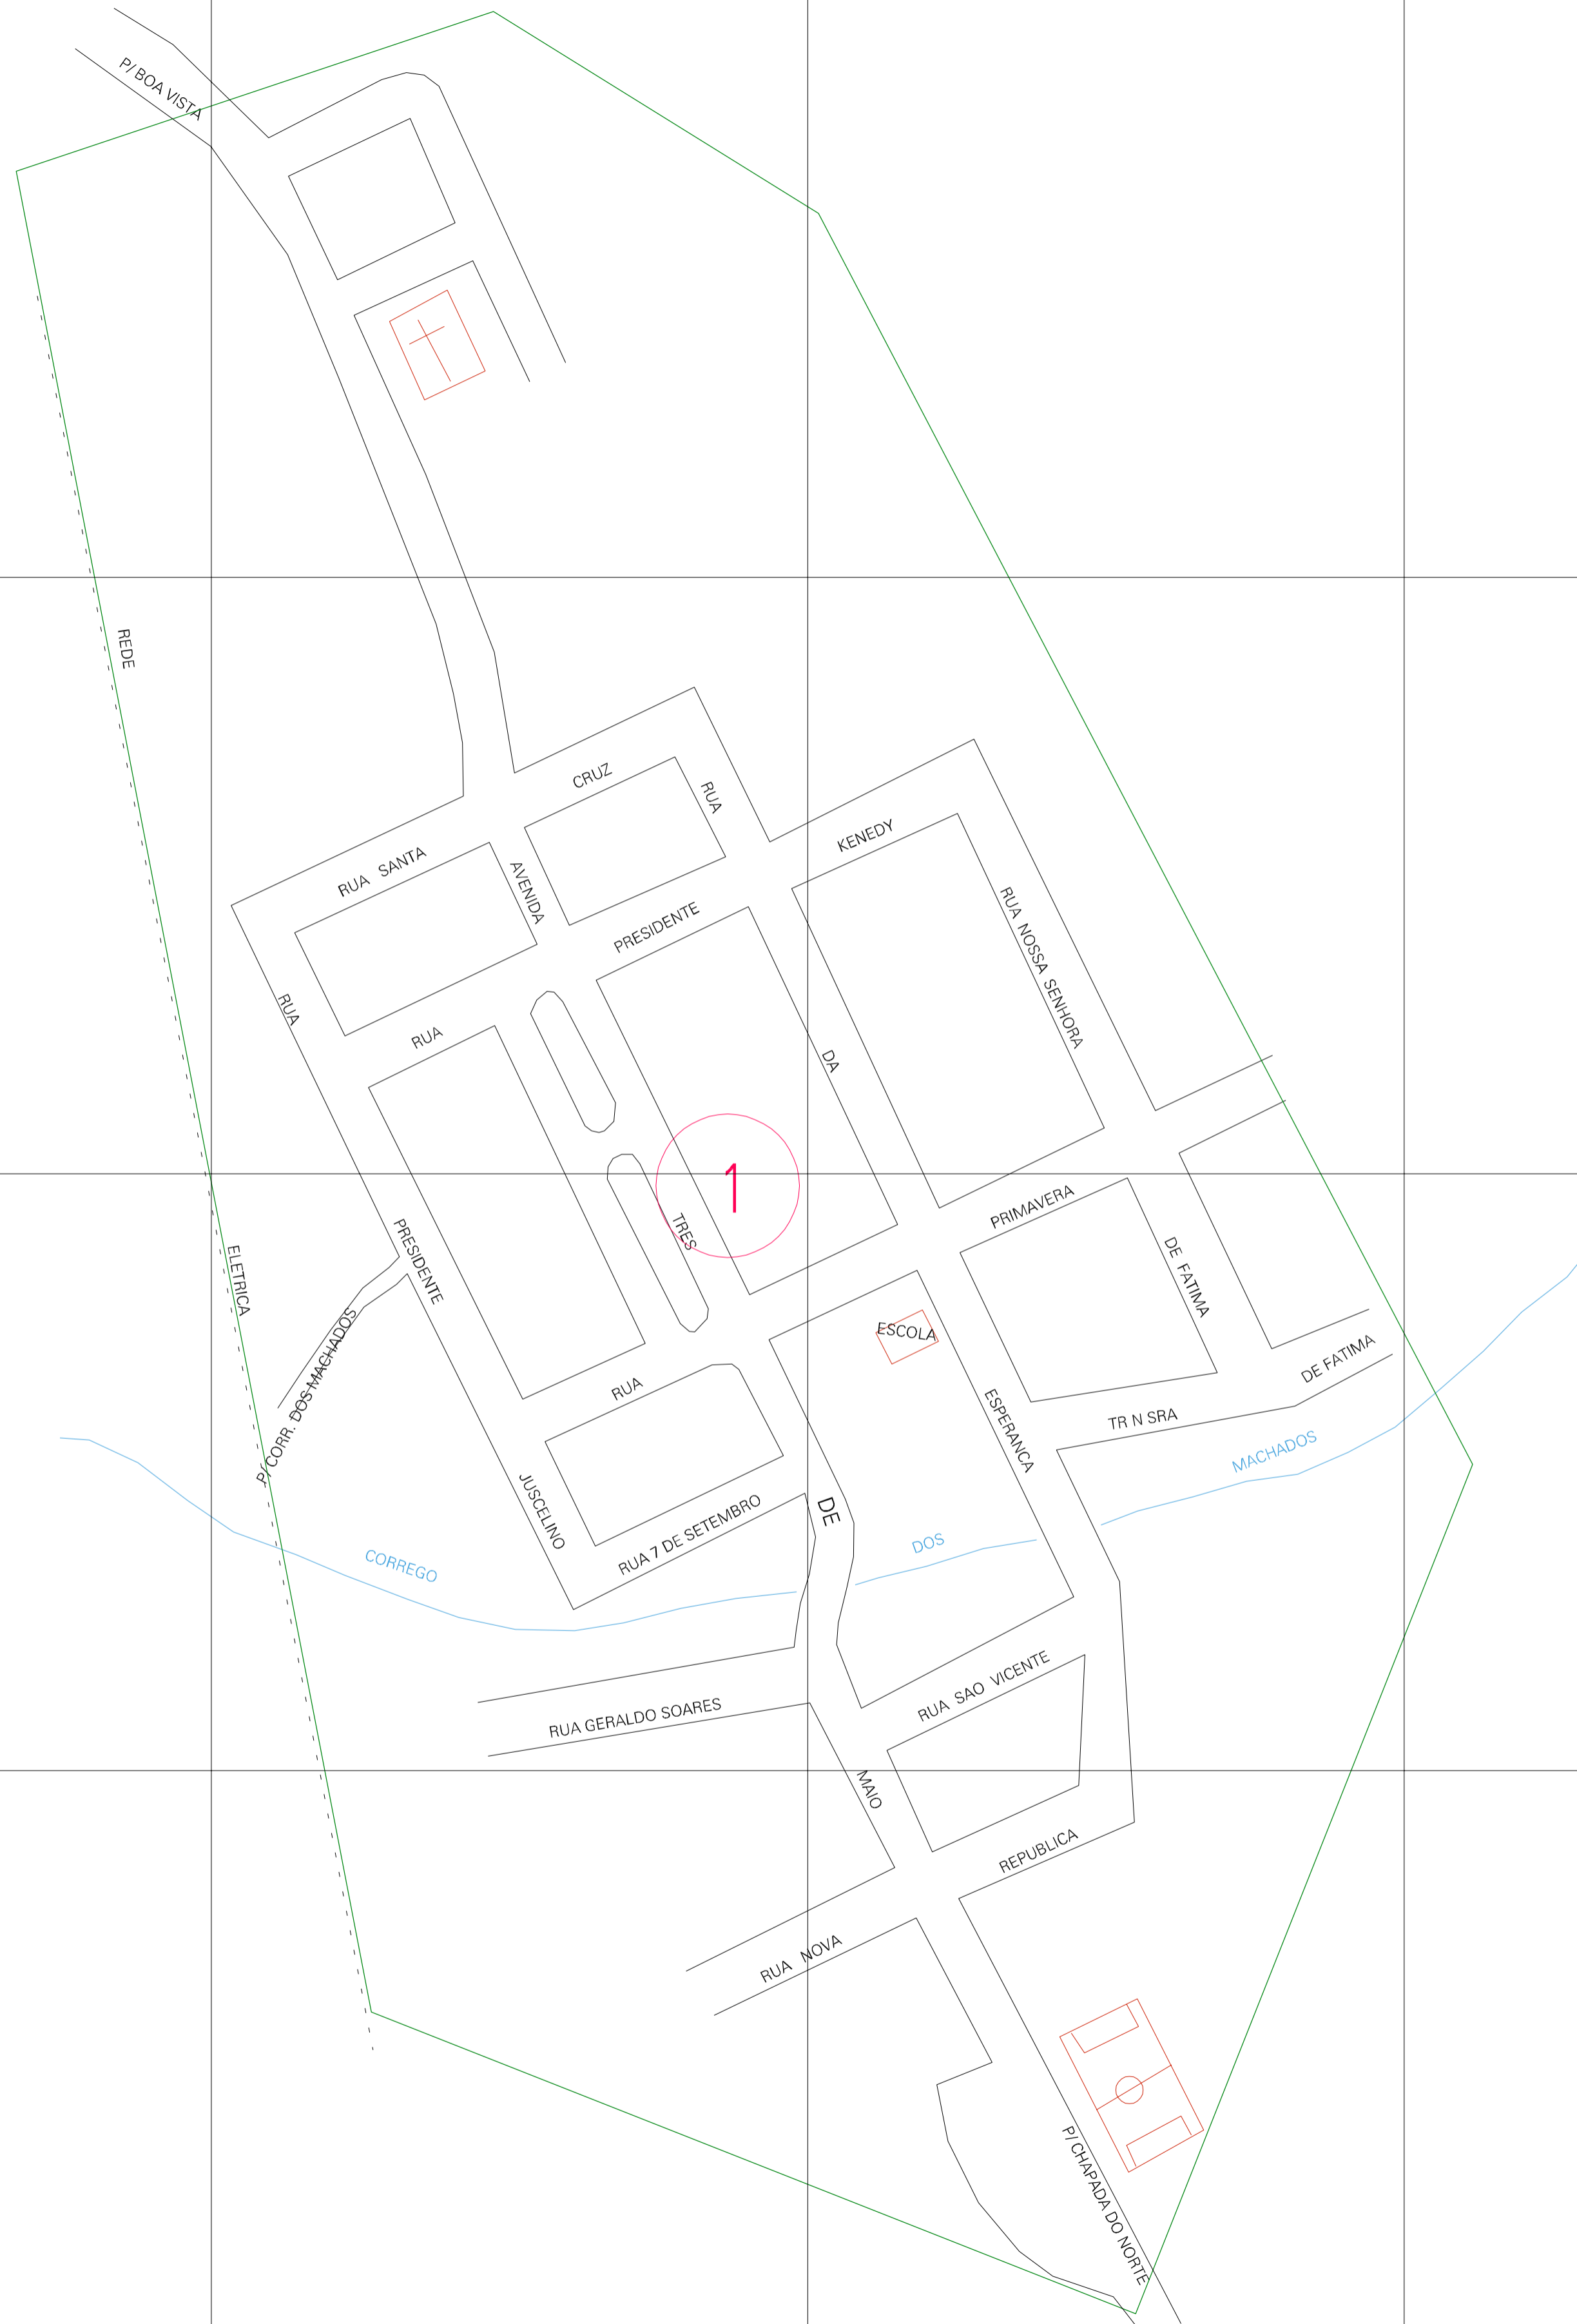 P/ BOA VISTA
REDE
CRUZ
RUA
KENEDY
RUA SANTA
AVENIDA
PRESIDENTE
RUA NOSSA SENHORA
RUA
RUA
DA
1
PRIMAVERA
TRES
PRESIDENTE
DE FATIMA
ELETRICA
ESCOLA
P/ CORR. DOS MACHADOS
DE FATIMA
RUA
ESPERANCA
TR N SRA
MACHADOS
JUSCELINO
DE
RUA 7 DE SETEMBRO
DOS
CORREGO
RUA SAO VICENTE
RUA GERALDO SOARES
MAIO
REPUBLICA
RUA NOVA
P/ CHAPADA DO NORTE